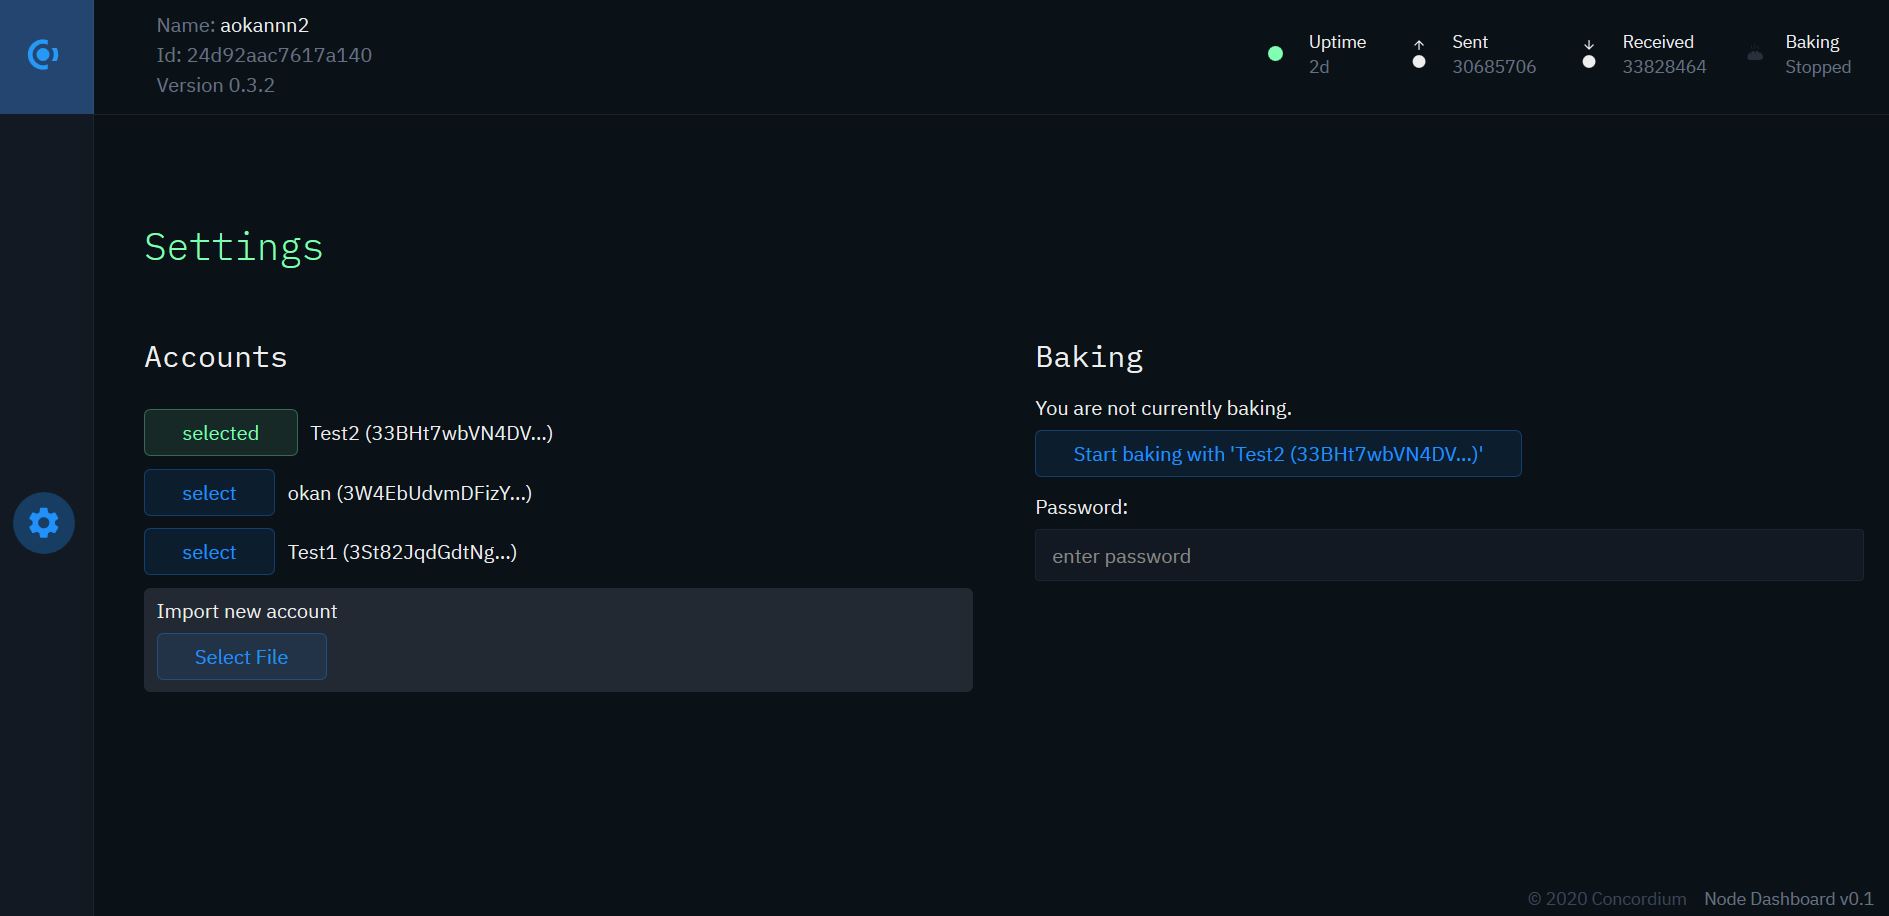 Name: aokannn2
Id: 24d92aac7617a140
Version 0.3.2
Uptime
2d
Sent
30685706
Received
33828464
Baking
Stopped
Settings
Accounts
selected Test2 (33BHt7wbVN4DV...)
select okan (3W4EbUdvmDFizY...)
select Test1 (3St82JqdGdtNg...)
Import new account
Select File
Baking
You are not currently baking.
Start baking with 'Test2 (33BHt7wbVN4DV...)'
Password:
enter password
© 2020 Concordium Node Dashboard v0.1